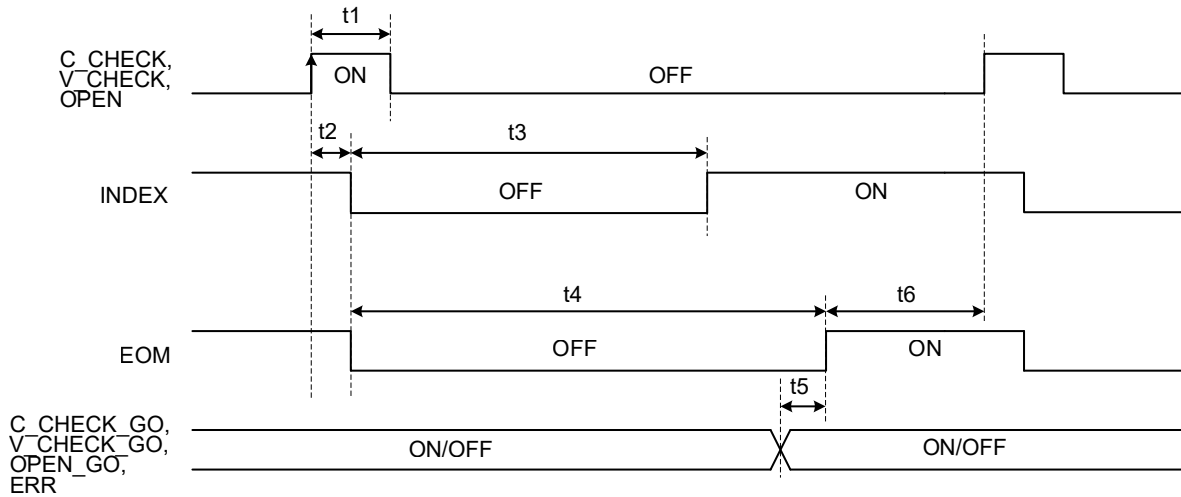 t1
C_CHECK,
V_CHECK,
OPEN
ON
OFF
t2
t3
INDEX
OFF
ON
t4
t6
EOM
OFF
ON
t5
C_CHECK_GO,
V_CHECK_GO,
OPEN_GO,
ERR
ON/OFF
ON/OFF